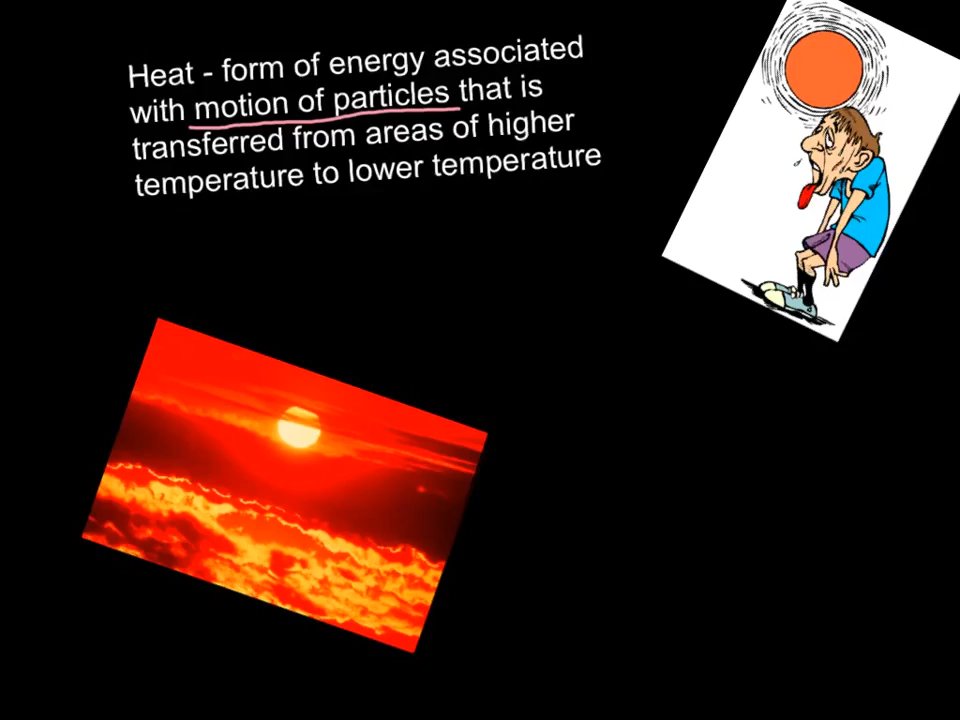 Heat - form of energy associated
with motion of particles that is
transferred from areas of higher
temperature to lower temperature